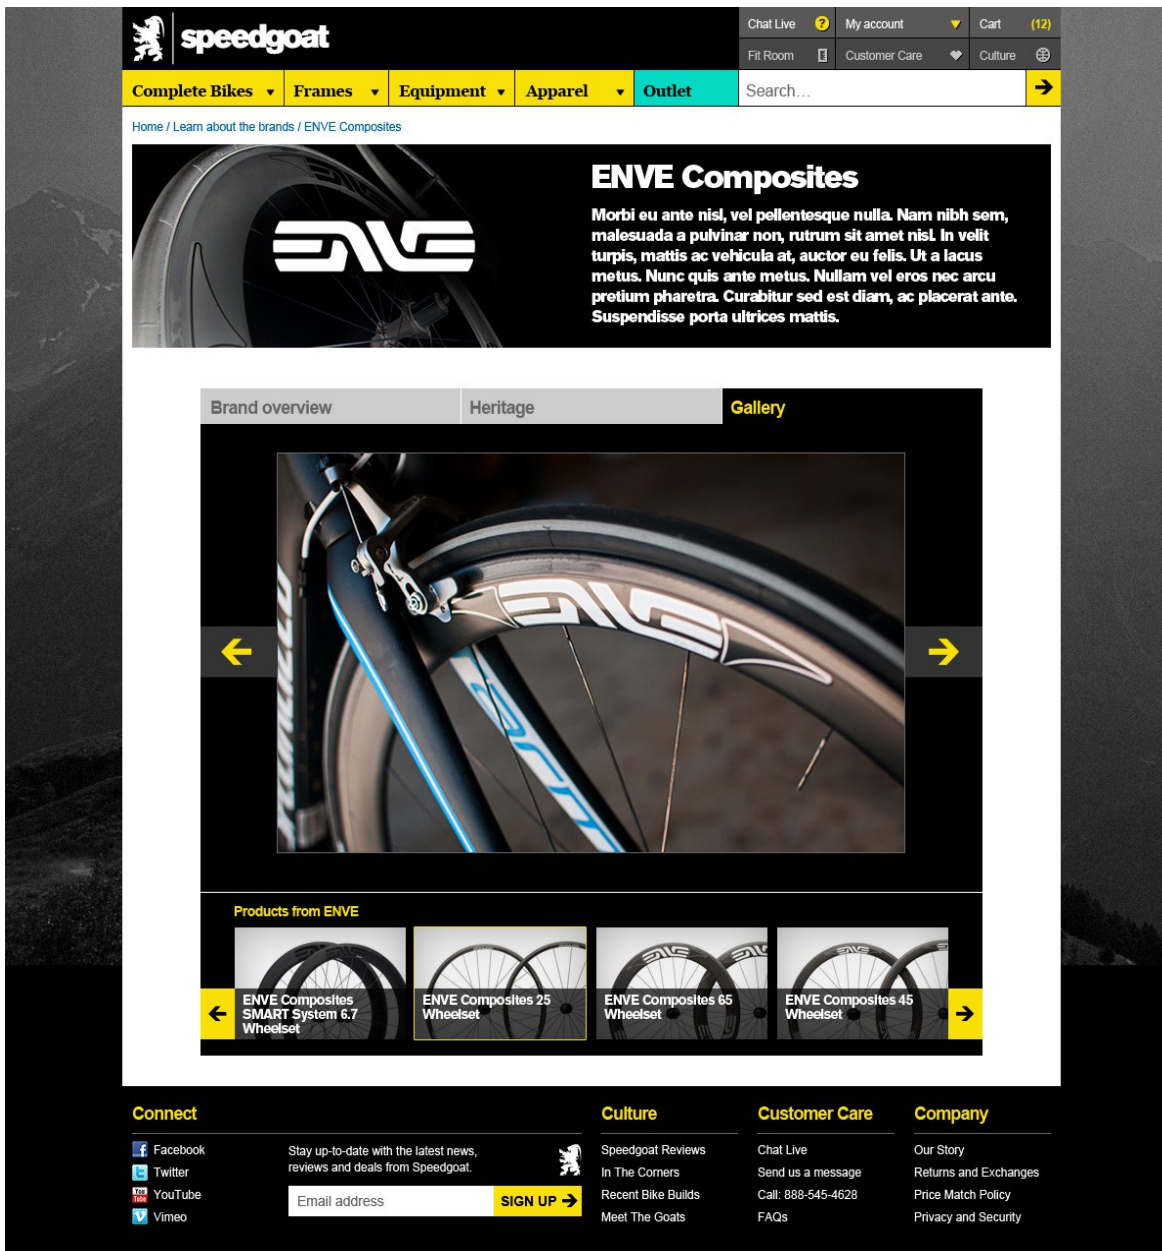 speedgoat
Chat Live ? My account Cart (12)
Fit Room Customer Care Culture
Complete Bikes Frames Equipment Apparel Outlet Search...
Home / Learn about the brands / ENVE Composites
ENVE
ENVE Composites
Morbi eu ante nisl, vel pellentesque nulla. Nam nibh sem,
malesuada a pulvinar non, rutrum sit amet nisl. In velit
turpis, mattis ac vehicula at, auctor eu felis. Ut a lacus
metus. Nunc quis ante metus. Nullam vel eros nec arcu
pretium pharetra. Curabitur sed est diam, ac placerat ante.
Suspendisse porta ultrices mattis.
Brand overview Heritage Gallery
ENVE
Products from ENVE
ENVE Composites
SMART System 6.7
Wheelset
ENVE Composites 25
Wheelset
ENVE Composites 65
Wheelset
ENVE Composites 45
Wheelset
Connect
Facebook
Twitter
YouTube
Vimeo
Stay up-to-date with the latest news,
reviews and deals from Speedgoat.
Email address SIGN UP
Culture
Speedgoat Reviews
In The Corners
Recent Bike Builds
Meet The Goats
Customer Care
Chat Live
Send us a message
Call: 888-545-4628
FAQs
Company
Our Story
Returns and Exchanges
Price Match Policy
Privacy and Security